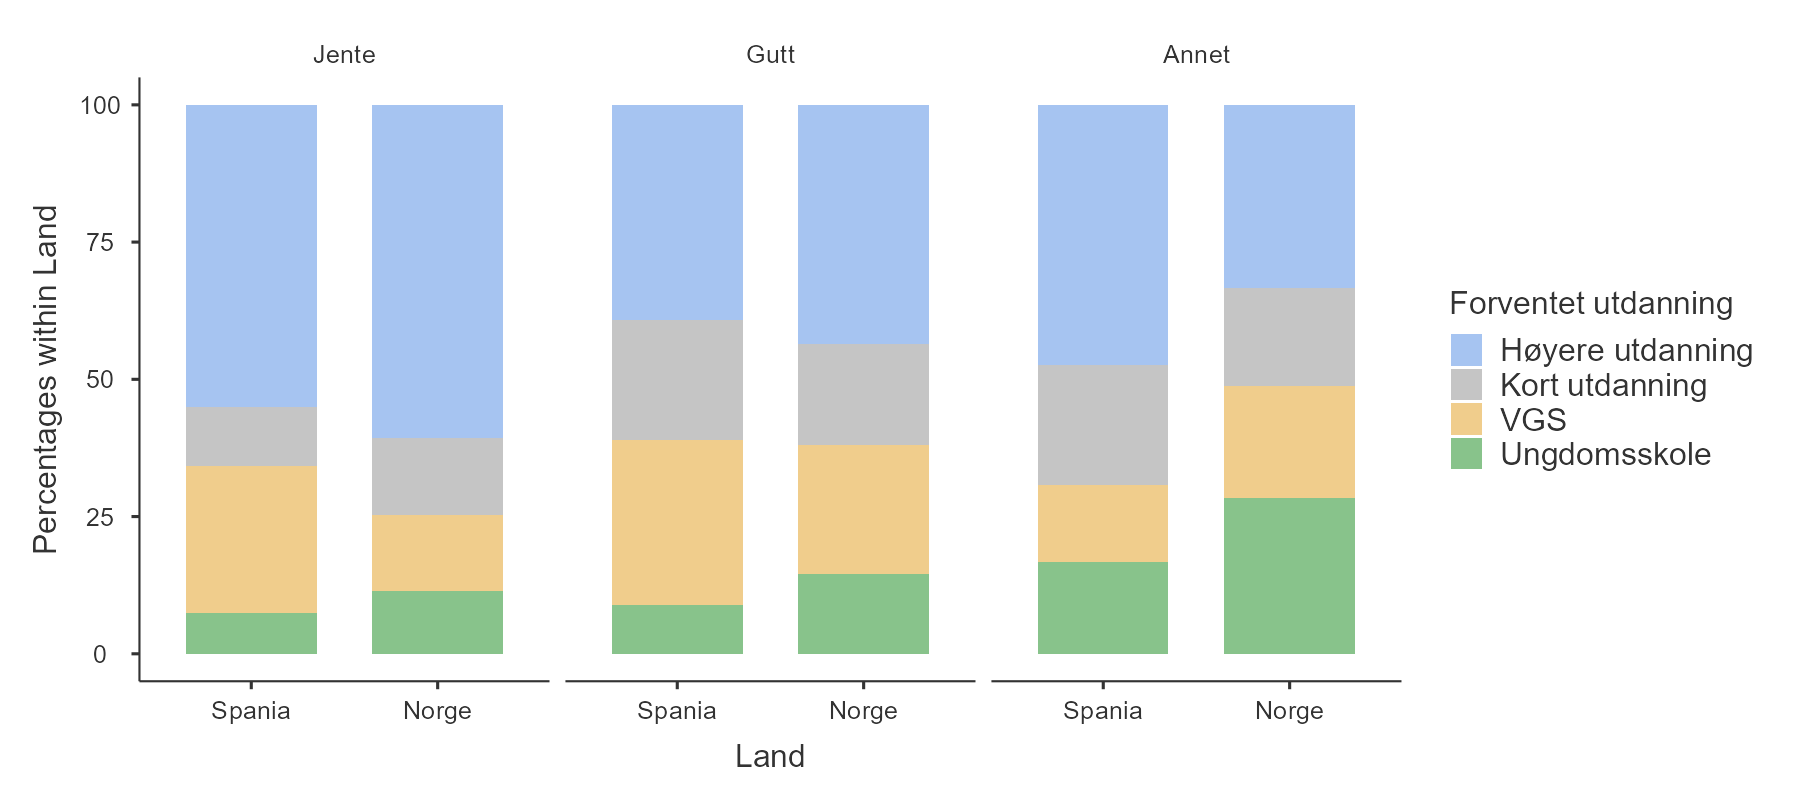 Jente
Gutt
Annet
100
75
50
25
0
Percentages within Land
Spania
Norge
Spania
Norge
Spania
Norge
Land
Forventet utdanning
Høyere utdanning
Kort utdanning
VGS
Ungdomsskole